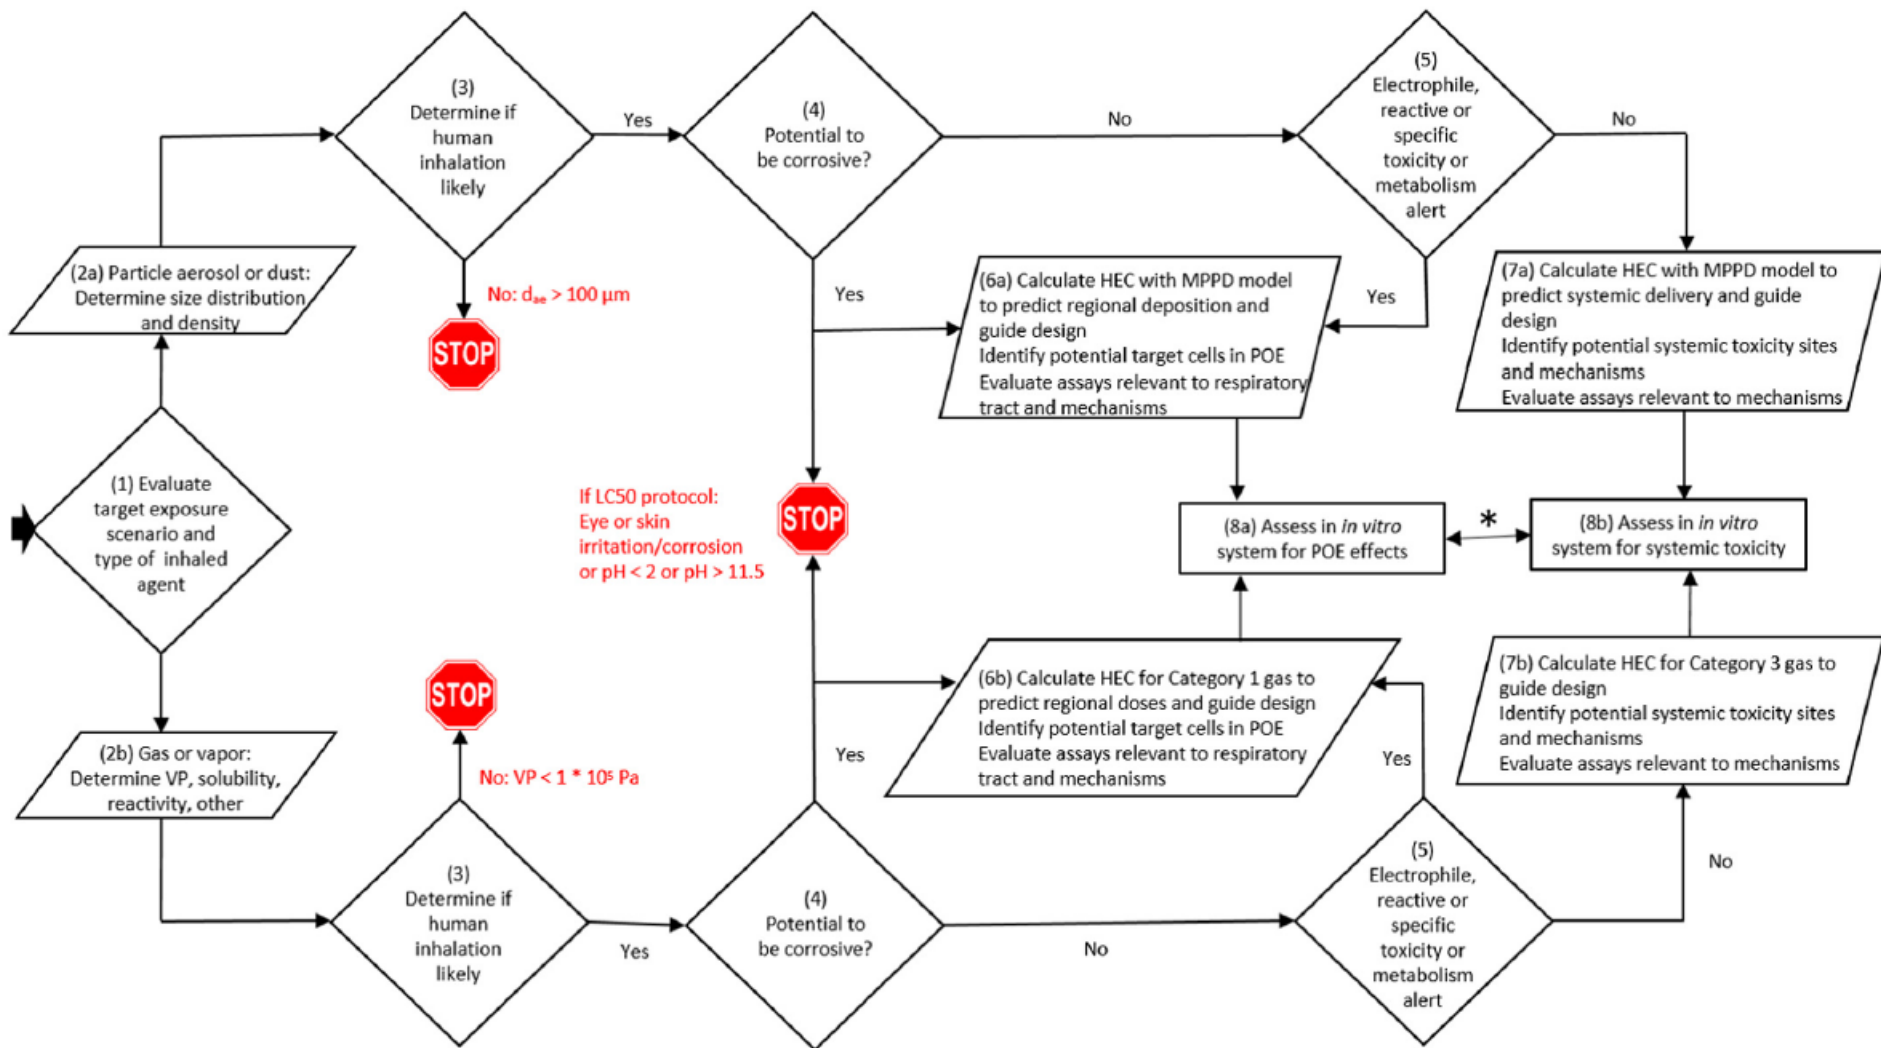 (3)
Determine if
human
inhalation
likely
Yes
(4)
Potential to
be corrosive?
No
(5)
Electrophile,
reactive or
specific
toxicity or
metabolism
alert
No
(2a) Particle aerosol or dust:
Determine size distribution
and density
No: dₐₑ > 100 µm
STOP
Yes
(6a) Calculate HEC with MPPD model
to predict regional deposition and
guide design
Identify potential target cells in POE
Evaluate assays relevant to respiratory
tract and mechanisms
Yes
(7a) Calculate HEC with MPPD model to
predict systemic delivery and guide
design
Identify potential systemic toxicity sites
and mechanisms
Evaluate assays relevant to mechanisms
(1) Evaluate
target exposure
scenario and
type of inhaled
agent
If LC50 protocol:
Eye or skin
irritation/corrosion
or pH < 2 or pH > 11.5
STOP
(8a) Assess in in vitro
system for POE effects
*
(8b) Assess in in vitro
system for systemic toxicity
(2b) Gas or vapor:
Determine VP, solubility,
reactivity, other
STOP
No: VP < 1 * 10⁵ Pa
Yes
(6b) Calculate HEC for Category 1 gas to
predict regional doses and guide design
Identify potential target cells in POE
Evaluate assays relevant to respiratory
tract and mechanisms
Yes
(7b) Calculate HEC for Category 3 gas to
guide design
Identify potential systemic toxicity sites
and mechanisms
Evaluate assays relevant to mechanisms
(3)
Determine if
human
inhalation
likely
Yes
(4)
Potential to
be corrosive?
No
(5)
Electrophile,
reactive or
specific
toxicity or
metabolism
alert
No